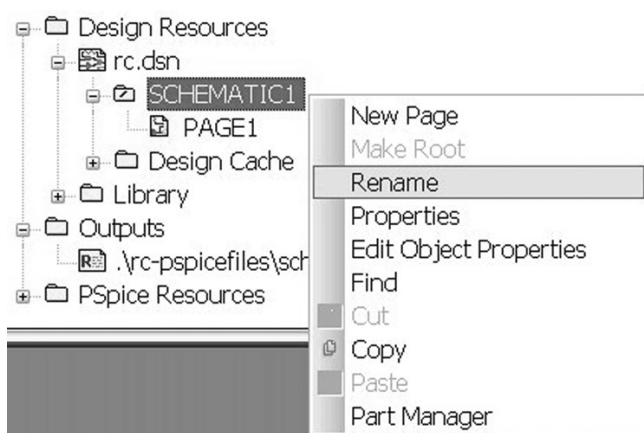 Design Resources
rc.dsn
SCHEMATIC1
PAGE1
Design Cache
Library
Outputs
.\rc-pspicefiles\sch
PSpice Resources
New Page
Make Root
Rename
Properties
Edit Object Properties
Find
Cut
Copy
Paste
Part Manager